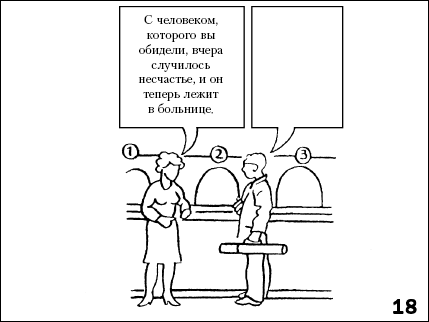 С человеком,
которого вы
обидели, вчера
случилось
несчастье, и он
теперь лежит
в больнице.
1 2 3
18